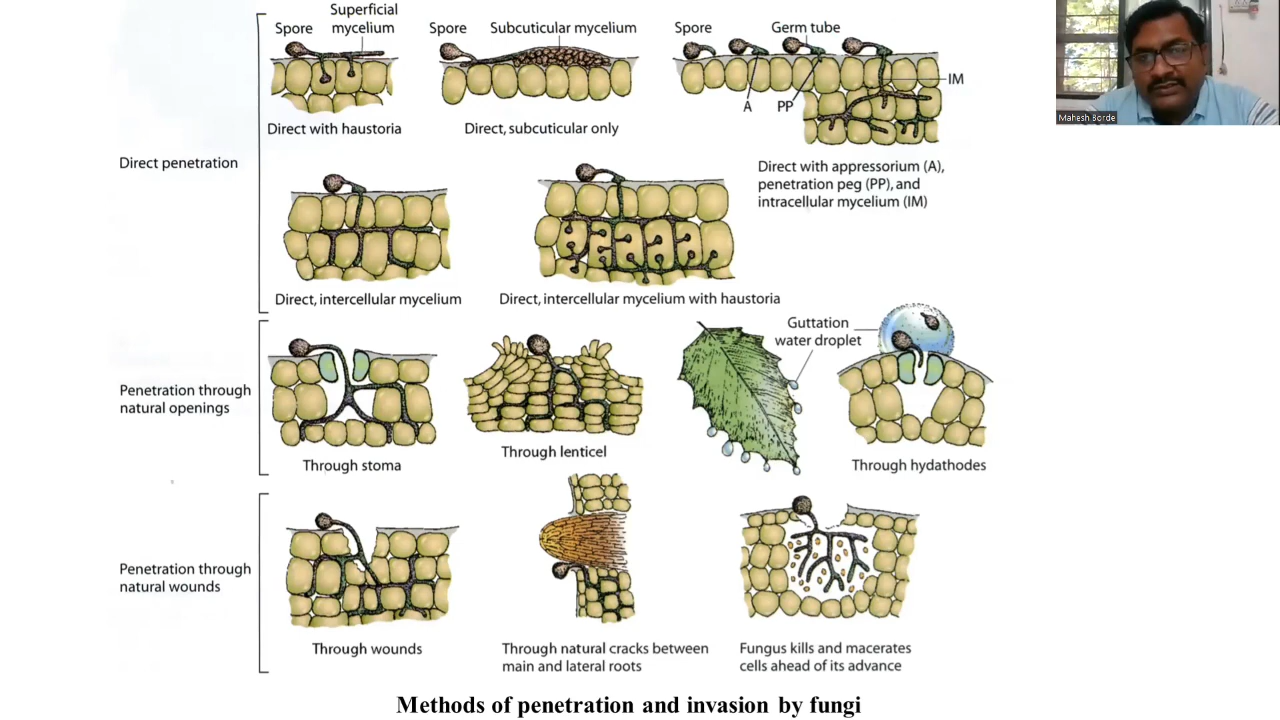 Spore
Superficial
mycelium
Direct with haustoria
Spore
Subcuticular mycelium
Direct, subcuticular only
Spore
Germ tube
IM
A
PP
Direct with appressorium (A),
penetration peg (PP), and
intracellular mycelium (IM)
Mahesh Borde
Direct penetration
Direct, intercellular mycelium
Direct, intercellular mycelium with haustoria
Penetration through
natural openings
Through stoma
Through lenticel
Guttation
water droplet
Through hydathodes
Penetration through
natural wounds
Through wounds
Through natural cracks between
main and lateral roots
Fungus kills and macerates
cells ahead of its advance
Methods of penetration and invasion by fungi